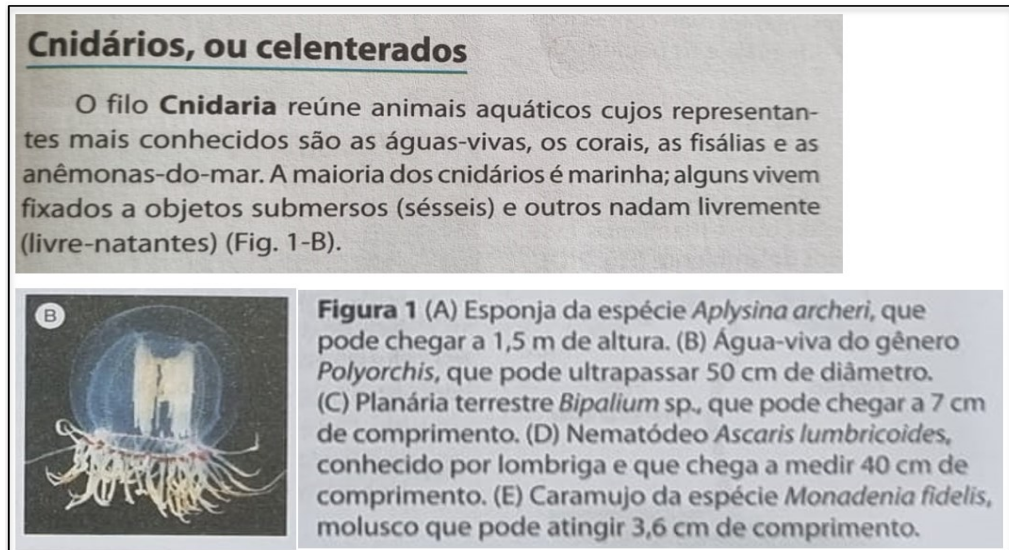 Cnidários, ou celenterados
O filo Cnidaria reúne animais aquáticos cujos representan-
tes mais conhecidos são as águas-vivas, os corais, as fisálias e as
anêmonas-do-mar. A maioria dos cnidários é marinha; alguns vivem
fixados a objetos submersos (sésseis) e outros nadam livremente
(livre-natantes) (Fig. 1-B).
B
Figura 1 (A) Esponja da espécie Aplysina archeri, que
pode chegar a 1,5 m de altura. (B) Água-viva do gênero
Polyorchis, que pode ultrapassar 50 cm de diâmetro.
(C) Planária terrestre Bipalium sp., que pode chegar a 7 cm
de comprimento. (D) Nematódeo Ascaris lumbricoides,
conhecido por lombriga e que chega a medir 40 cm de
comprimento. (E) Caramujo da espécie Monadenia fidelis,
molusco que pode atingir 3,6 cm de comprimento.